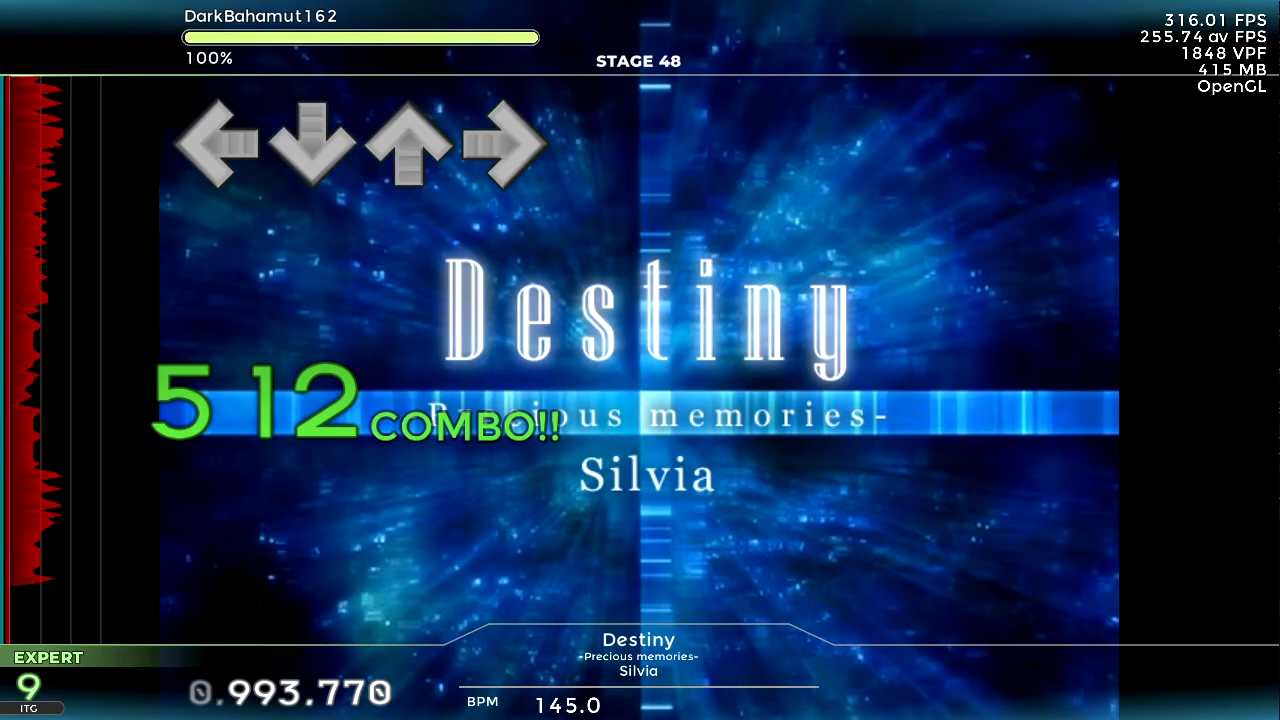 DarkBahamut162
100%
STAGE 48
316.01 FPS
255.74 av FPS
1848 VPF
415 MB
OpenGL
Destiny
512 COMBO!!
-Precious memories-
Silvia
EXPERT
9
ITG
0.993.770
Destiny
-Precious memories-
Silvia
BPM 145.0